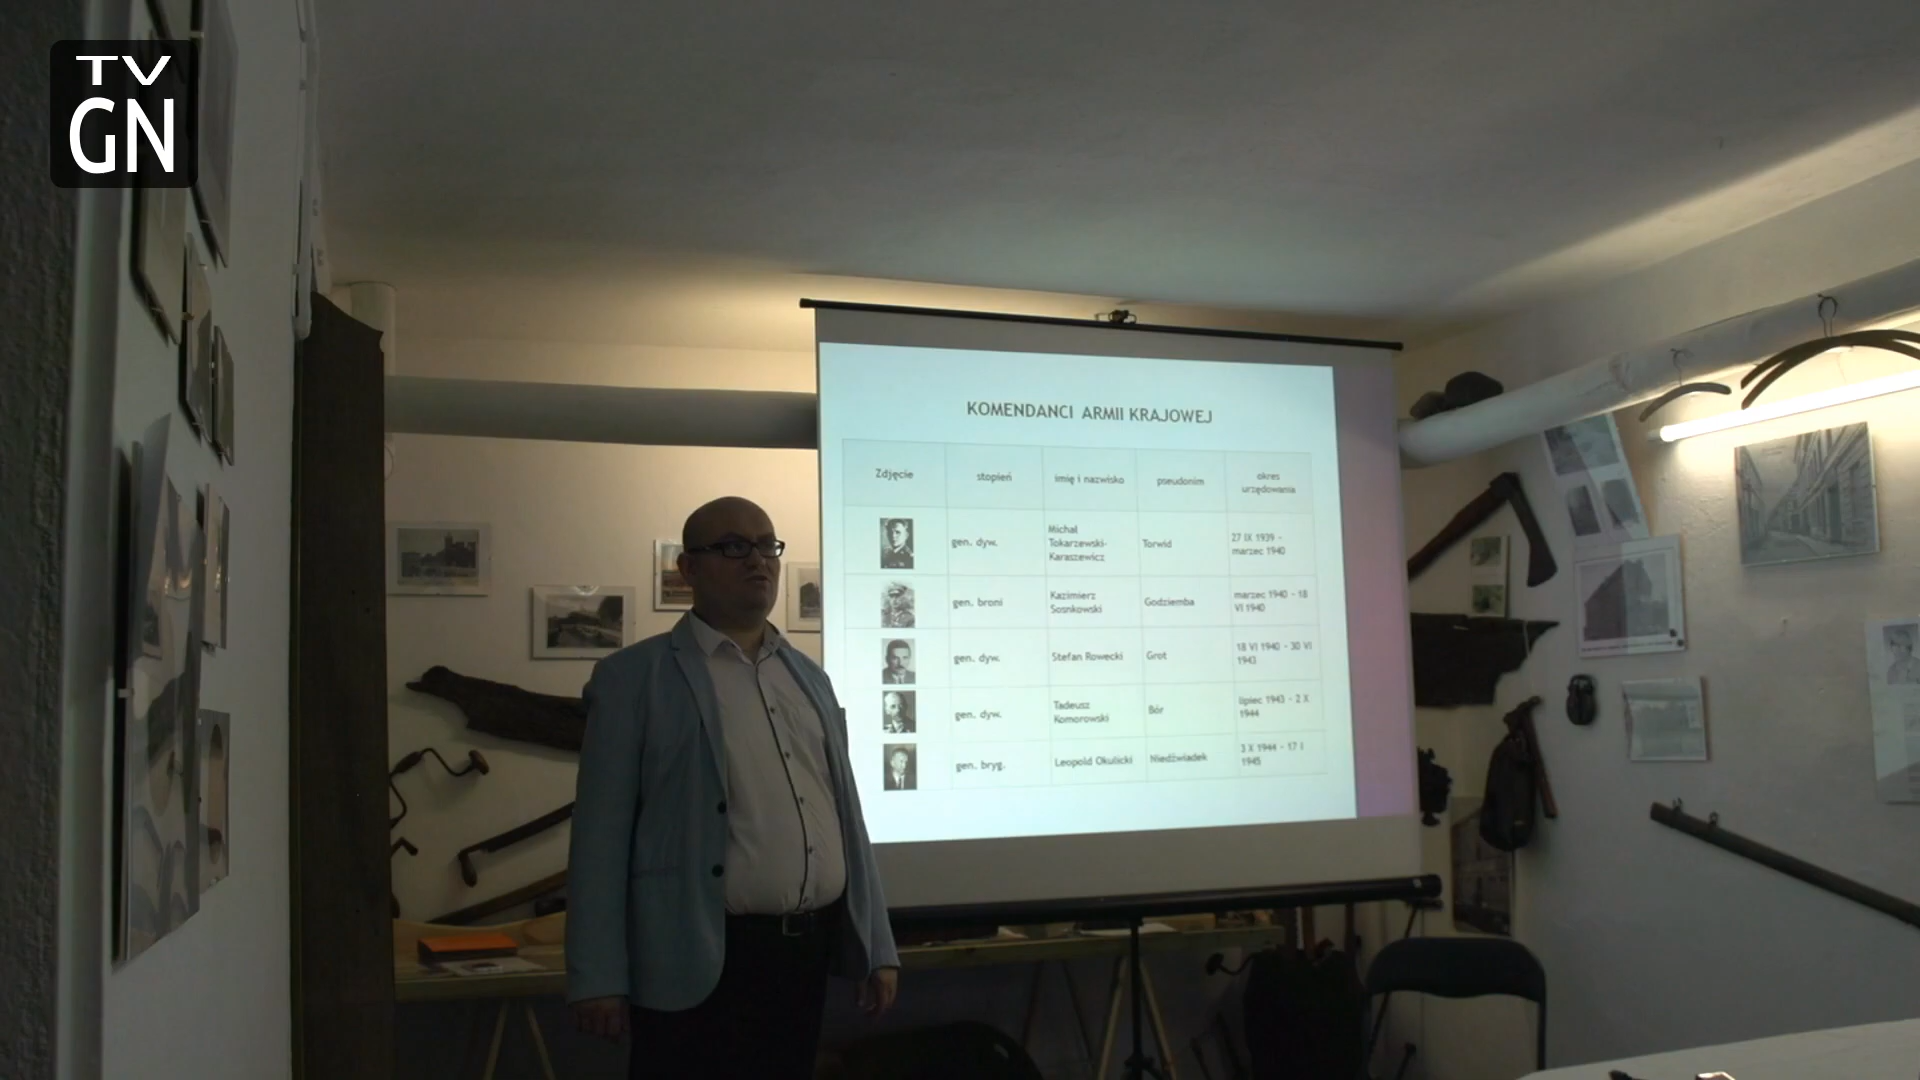 TV
GN
KOMENDANCI ARMII KRAJOWEJ
Zdjęcie
stopień
imię i nazwisko
pseudonim
okres
urzędowania
gen. dyw.
Michał
Tokarzewski-
Karaszewicz
Torwid
27 IX 1939 -
marzec 1940
gen. broni
Kazimierz
Sosnkowski
Godziemba
marzec 1940 - 18
VI 1940
gen. dyw.
Stefan Rowecki
Grot
18 VI 1940 - 30 VI
1943
gen. dyw.
Tadeusz
Komorowski
Bór
lipiec 1943 - 2 X
1944
gen. bryg.
Leopold Okulicki
Niedźwiadek
3 X 1944 - 17 I
1945